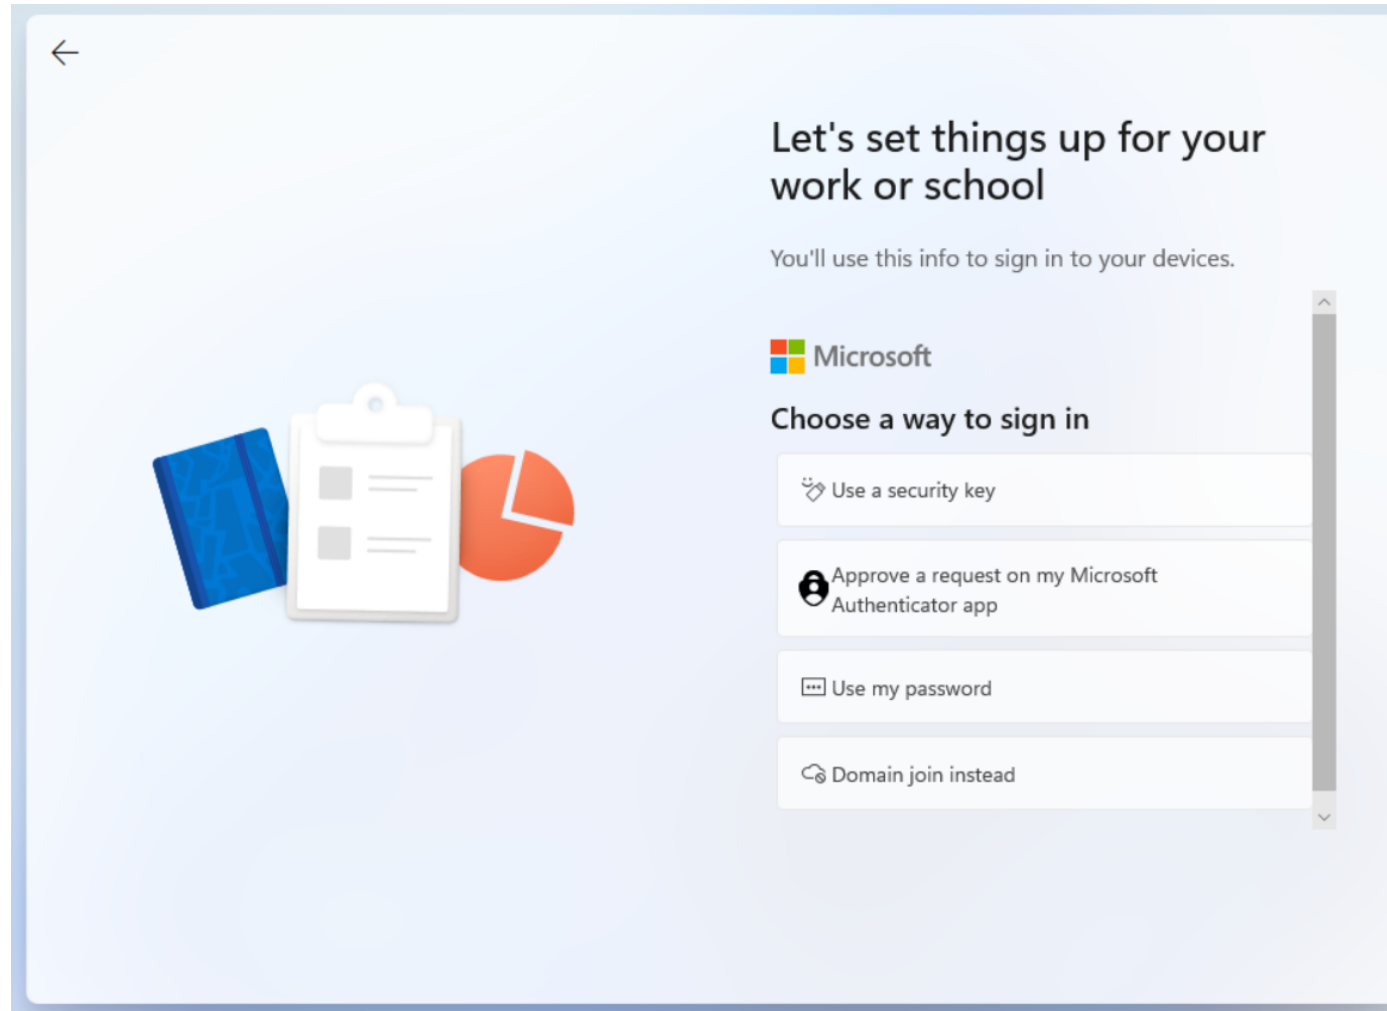 Let's set things up for your
work or school
You'll use this info to sign in to your devices.
Microsoft
Choose a way to sign in
Use a security key
Approve a request on my Microsoft
Authenticator app
Use my password
Domain join instead